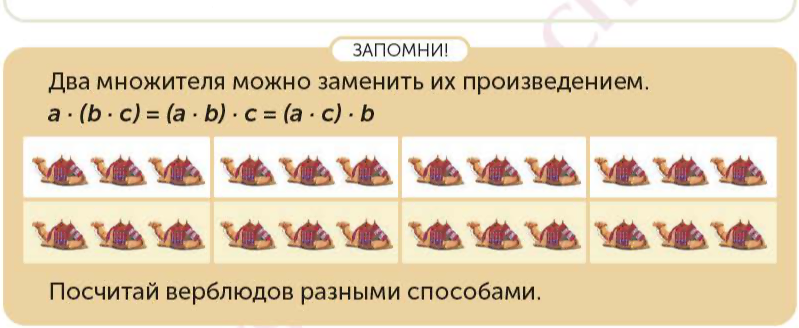 ЗАПОМНИ!
Два множителя можно заменить их произведением.
a · (b · c) = (a · b) · c = (a · c) · b
Посчитай верблюдов разными способами.